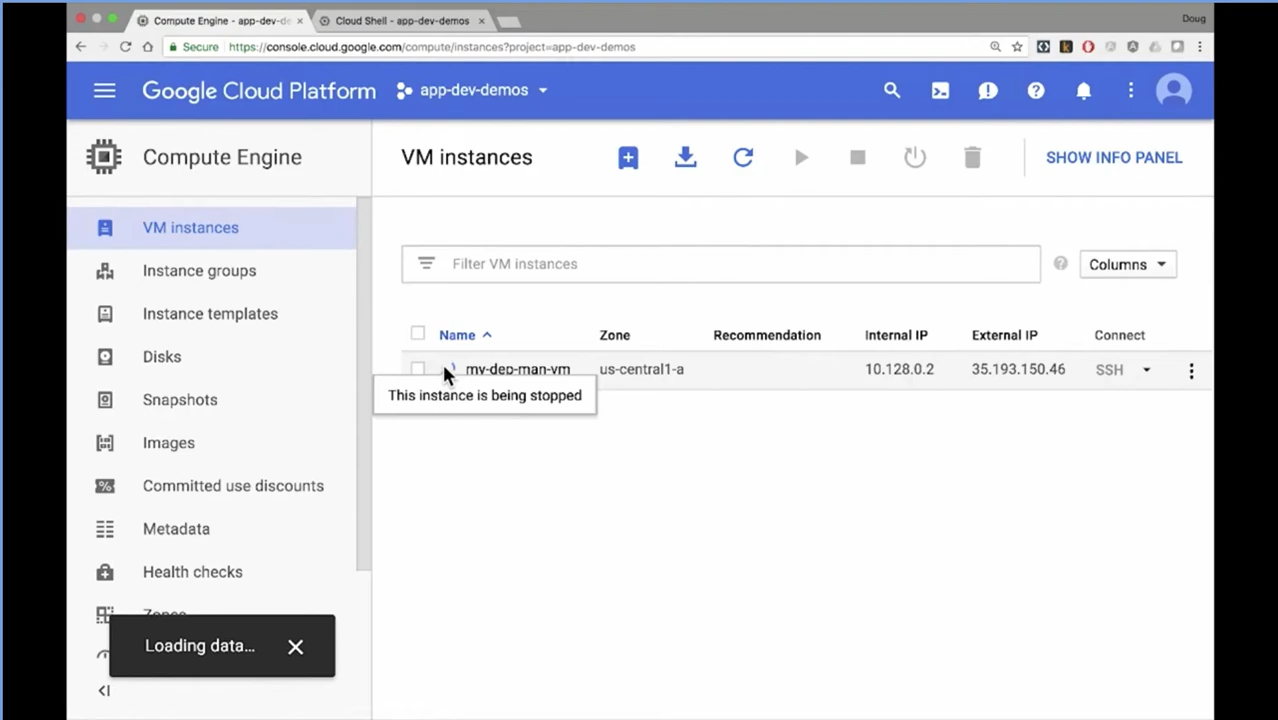 Compute Engine - app-dev-de
Cloud Shell - app-dev-demos
Doug
Secure https://console.cloud.google.com/compute/instances?project=app-dev-demos
Google Cloud Platform
app-dev-demos
Compute Engine
VM instances
SHOW INFO PANEL
VM instances
Instance groups
Instance templates
Disks
Snapshots
Images
Committed use discounts
Metadata
Health checks
Zones
Filter VM instances
Columns
Name Zone Recommendation Internal IP External IP Connect
my-dep-man-vm us-central1-a 10.128.0.2 35.193.150.46 SSH
This instance is being stopped
Loading data...